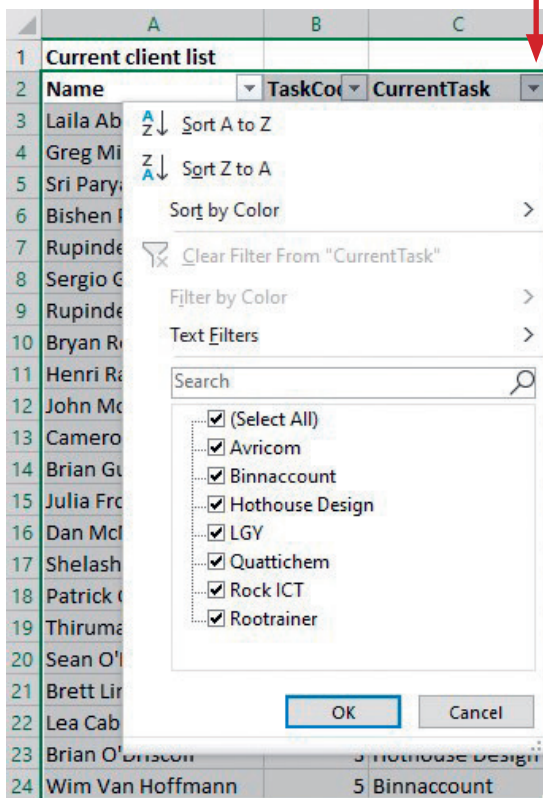 A B C
1 Current client list
2 Name TaskCo CurrentTask
3 Laila Ab
4 Greg Mi
5 Sri Parya
6 Bishen
7 Rupinde
8 Sergio G
9 Rupinde
10 Bryan R
11 Henri Ra
12 John Mc
13 Camero
14 Brian Gu
15 Julia Fro
16 Dan Mc
17 Shelash
18 Patrick
19 Thiruma
20 Sean O'
21 Brett Lin
22 Lea Cab
23 Brian O'Driscoll 5 Hothouse Design
24 Wim Van Hoffmann 5 Binnaccount
Sort A to Z
Sort Z to A
Sort by Color
Clear Filter From "CurrentTask"
Filter by Color
Text Filters
Search
(Select All)
Avricom
Binnaccount
Hothouse Design
LGY
Quattichem
Rock ICT
Rootrainer
OK Cancel